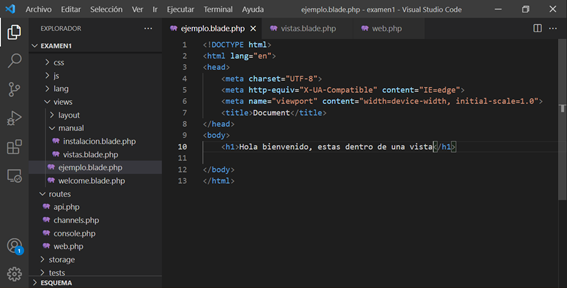 Archivo Editar Selección Ver Ir Ejecutar Terminal Ayuda ejemplo.blade.php - examen1 - Visual Studio Code
EXPLORADOR ···
EXAMEN1
css
js
lang
views
layout
manual
instalacion.blade.php
vistas.blade.php
ejemplo.blade.php
welcome.blade.php
routes
api.php
channels.php
console.php
web.php
storage
tests
ESQUEMA
1
ejemplo.blade.php vistas.blade.php web.php
1 <!DOCTYPE html>
2 <html lang="en">
3 <head>
4 <meta charset="UTF-8">
5 <meta http-equiv="X-UA-Compatible" content="IE=edge">
6 <meta name="viewport" content="width=device-width, initial-scale=1.0">
7 <title>Document</title>
8 </head>
9 <body>
10 <h1>Hola bienvenido, estas dentro de una vista</h1>
11
12 </body>
13 </html>